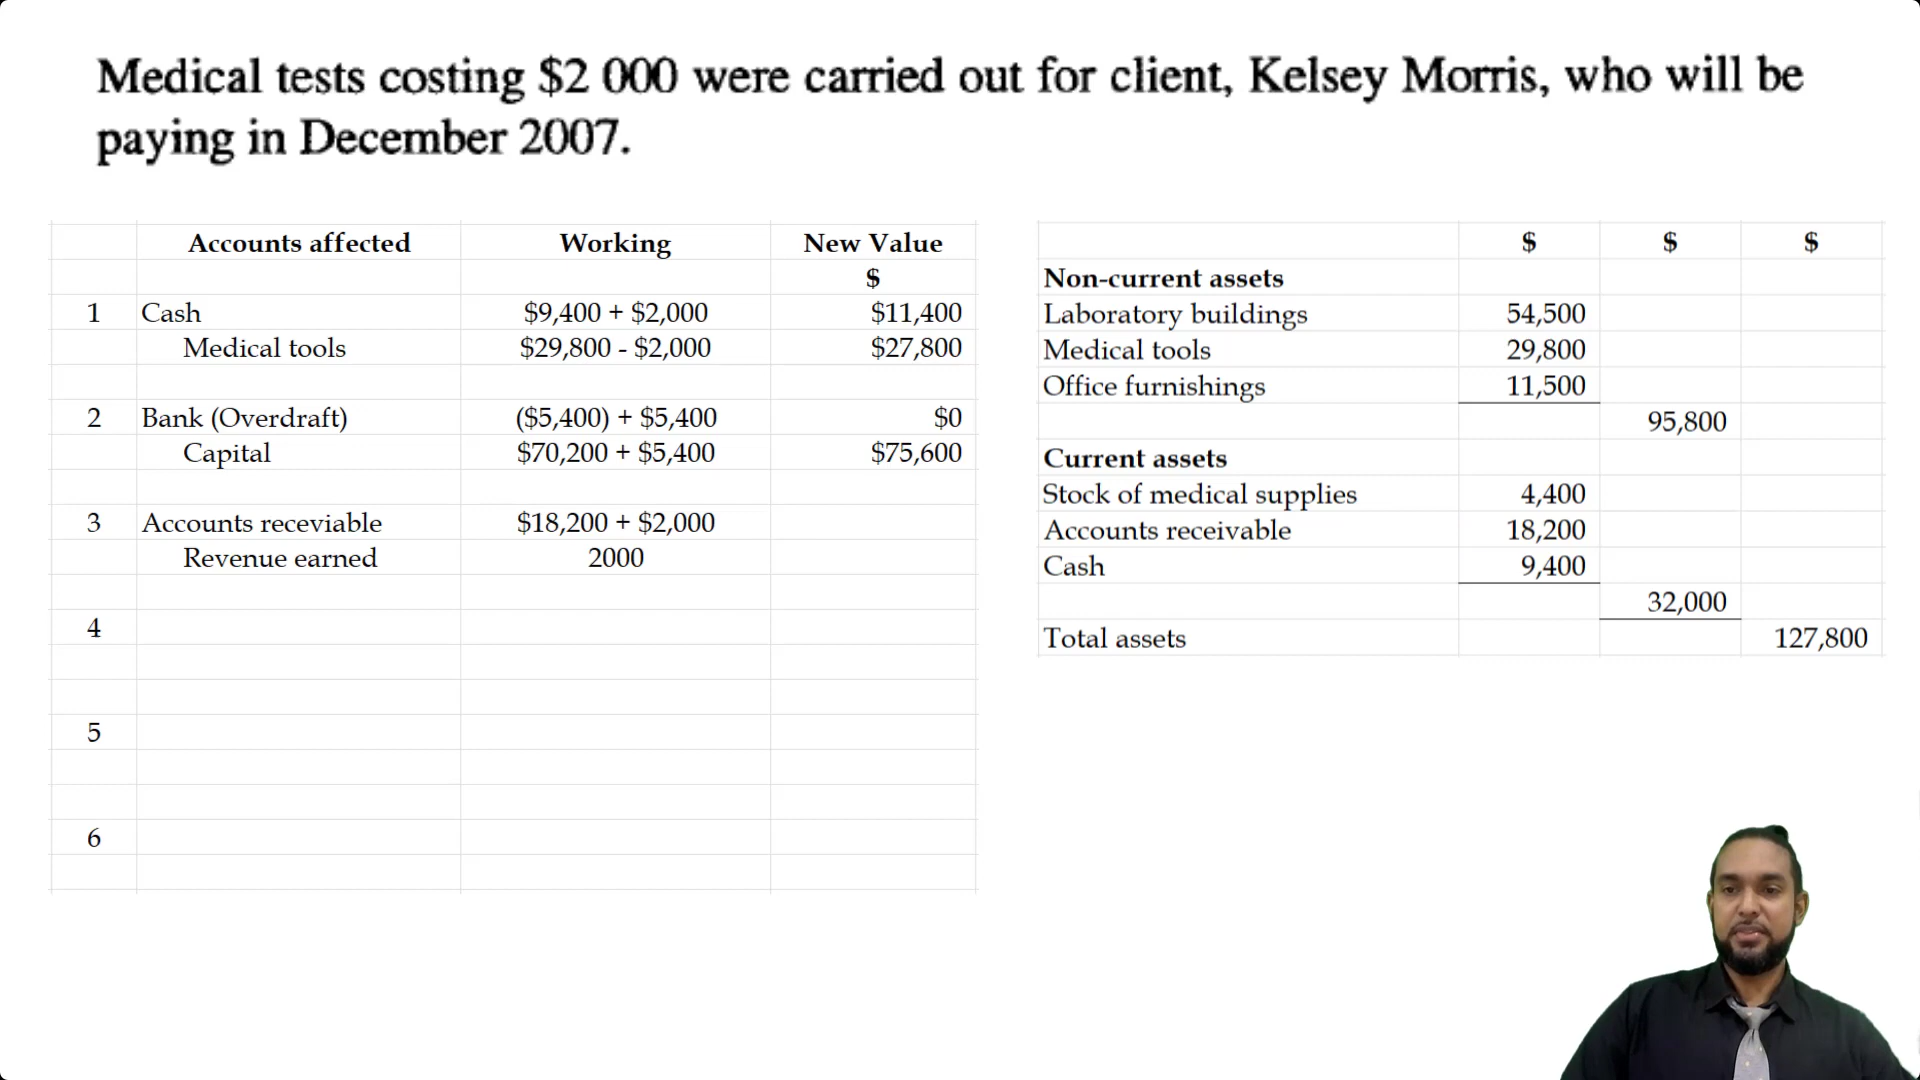 Medical tests costing $2 000 were carried out for client, Kelsey Morris, who will be
paying in December 2007.
Accounts affected Working New Value
$
1 Cash $9,400 + $2,000 $11,400
Medical tools $29,800 - $2,000 $27,800
2 Bank (Overdraft) ($5,400) + $5,400 $0
Capital $70,200 + $5,400 $75,600
3 Accounts receviable $18,200 + $2,000
Revenue earned 2000
4
5
6
$ $ $
Non-current assets
Laboratory buildings 54,500
Medical tools 29,800
Office furnishings 11,500
95,800
Current assets
Stock of medical supplies 4,400
Accounts receivable 18,200
Cash 9,400
32,000
Total assets 127,800